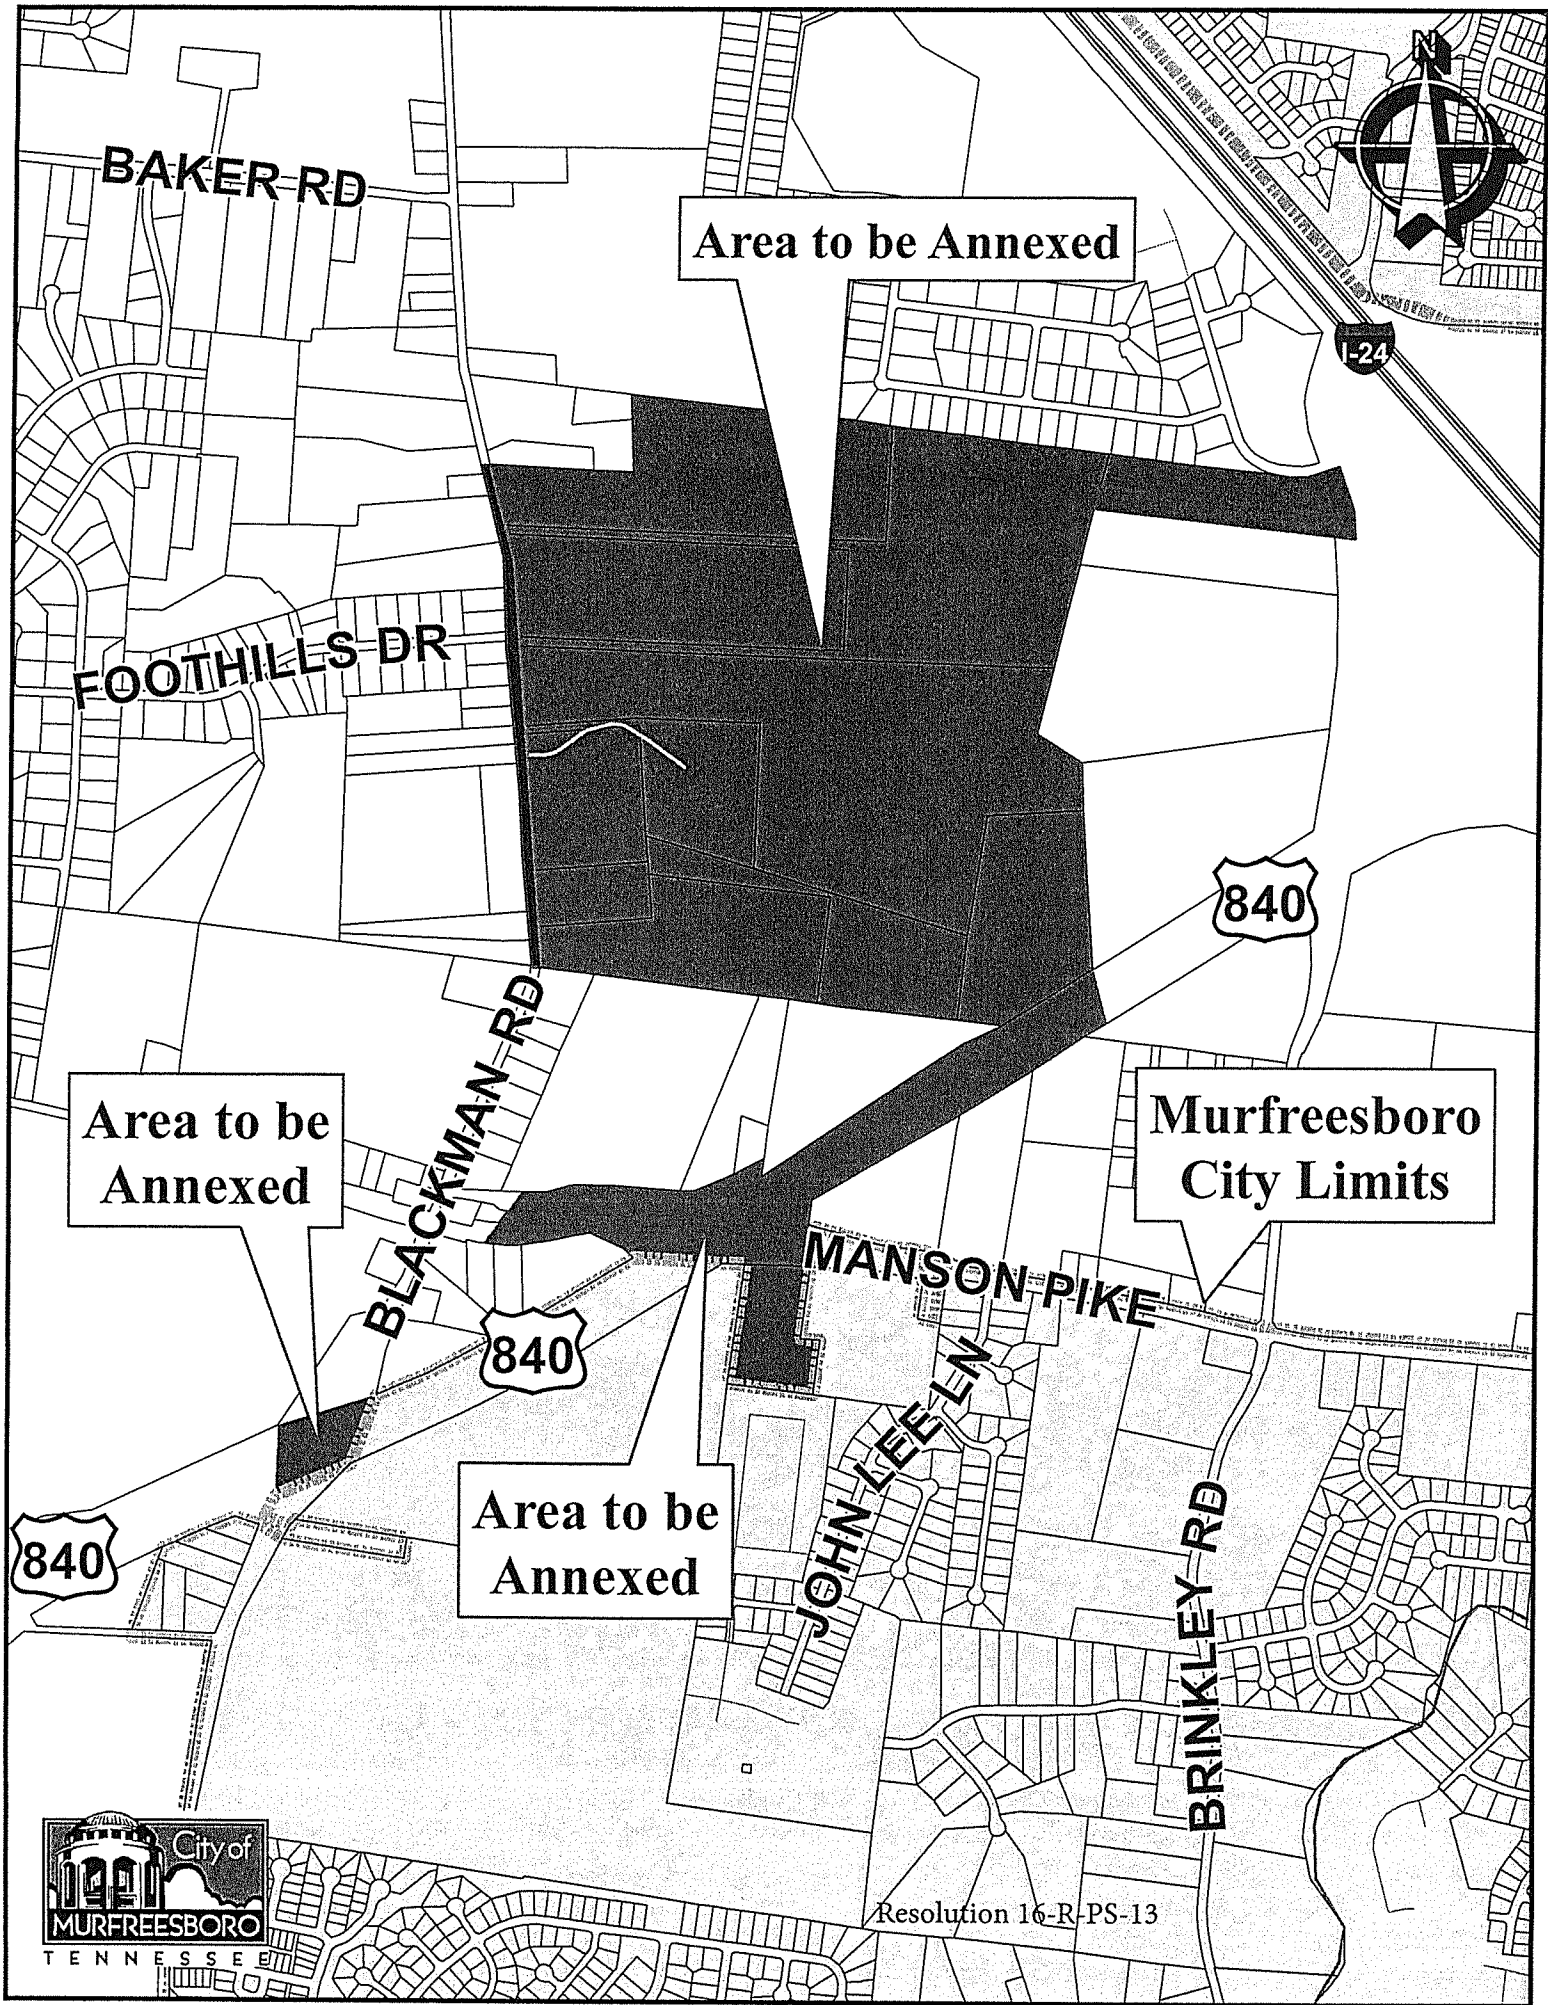 N
BAKER RD
Area to be Annexed
I-24
FOOTHILLS DR
840
BLACKMAN RD
Area to be
Annexed
Murfreesboro
City Limits
MANSON PIKE
840
JOHN LEE LN
Area to be
Annexed
840
BRINKLEY RD
City of
MURFREESBORO
TENNESSEE
Resolution 16-R-PS-13